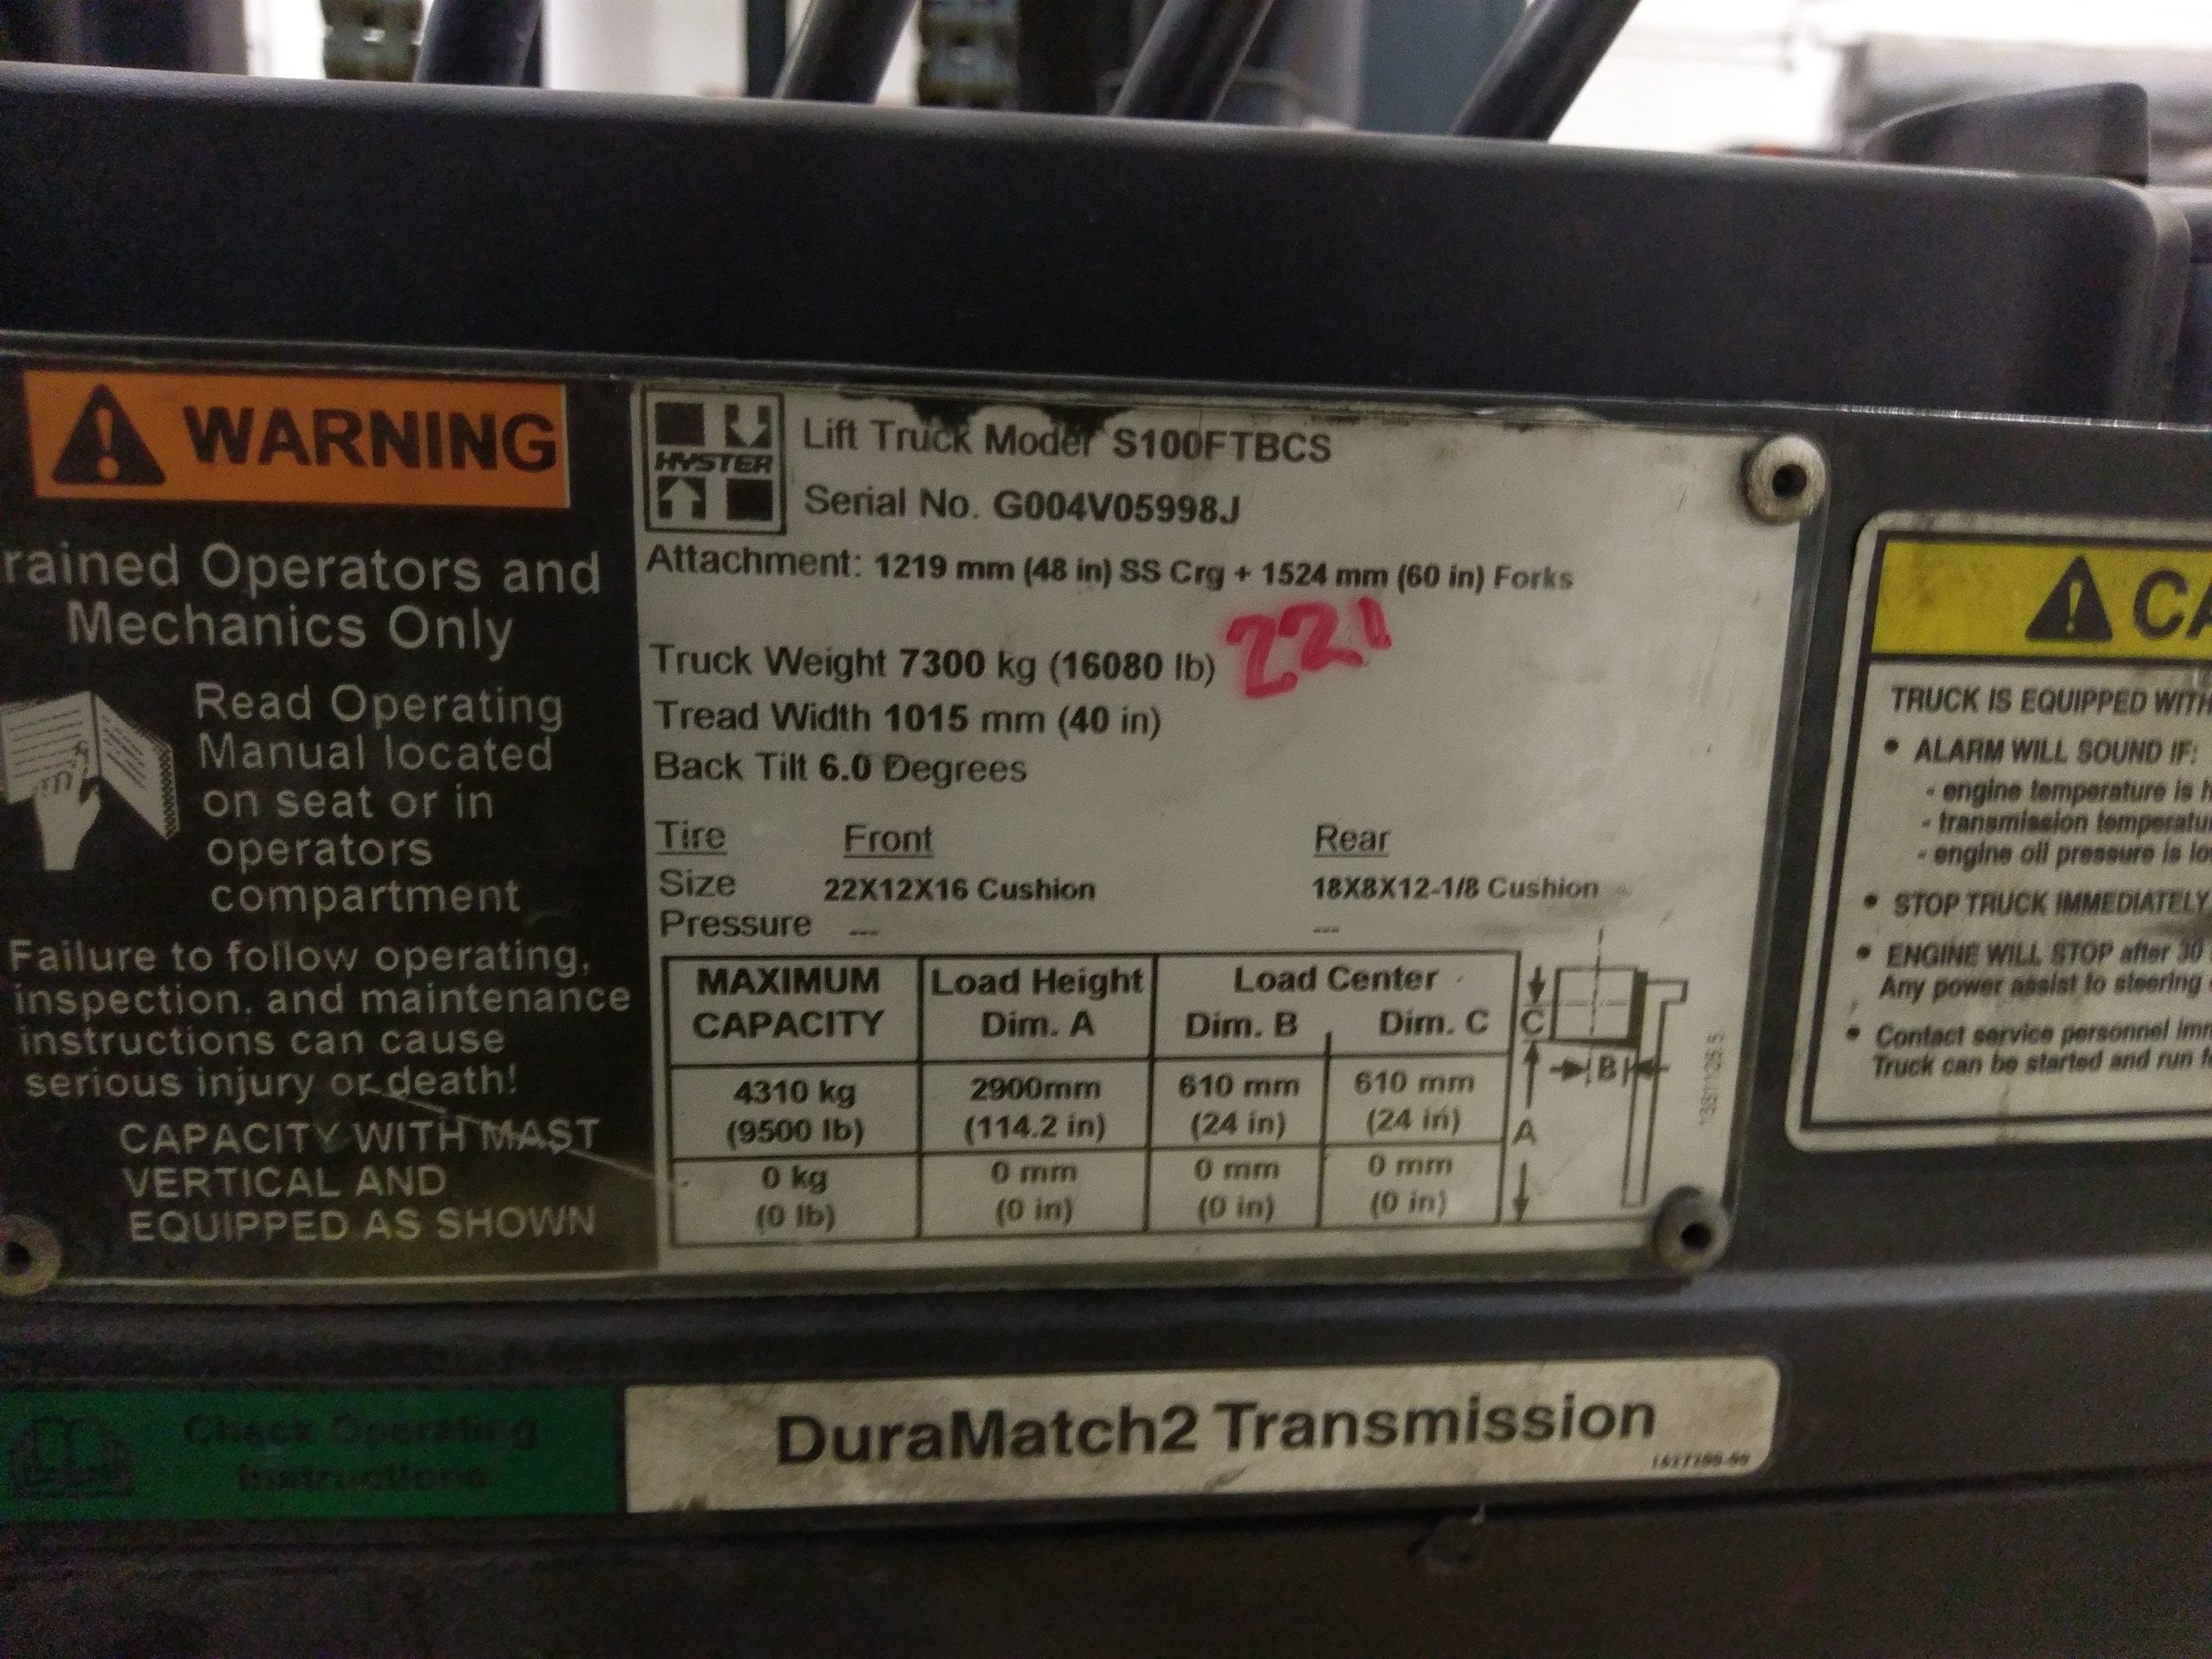 WARNING
rained Operators and
Mechanics Only
Read Operating
Manual located
on seat or in
operators
compartment
Failure to follow operating,
inspection, and maintenance
instructions can cause
serious injury or death!
CAPACITY WITH MAST
VERTICAL AND
EQUIPPED AS SHOWN
HYSTER
Lift Truck Model S100FTBCS
Serial No. G004V05998J
Attachment: 1219 mm (48 in) SS Crg + 1524 mm (60 in) Forks
22'
Truck Weight 7300 kg (16080 lb)
Tread Width 1015 mm (40 in)
Back Tilt 6.0 Degrees
Tire Front Rear
Size 22X12X16 Cushion 18X8X12-1/8 Cushion
Pressure --- ---
MAXIMUM CAPACITY Load Height Dim. A Load Center Dim. B Dim. C
4310 kg (9500 lb) 2900mm (114.2 in) 610 mm (24 in) 610 mm (24 in)
0 kg (0 lb) 0 mm (0 in) 0 mm (0 in) 0 mm (0 in)
C
B
A
CA
TRUCK IS EQUIPPED WITH
• ALARM WILL SOUND IF:
- engine temperature is h
- transmission temperatu
- engine oil pressure is lo
• STOP TRUCK IMMEDIATELY
• ENGINE WILL STOP after 30
Any power assist to steering
• Contact service personnel imm
Truck can be started and run f
Check Operating
Instructions
DuraMatch2 Transmission